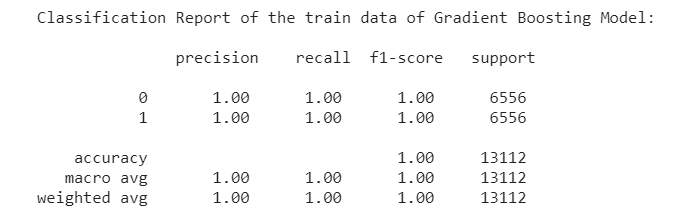 Classification Report of the train data of Gradient Boosting Model:
precision recall f1-score support
0 1.00 1.00 1.00 6556
1 1.00 1.00 1.00 6556
accuracy 1.00 13112
macro avg 1.00 1.00 1.00 13112
weighted avg 1.00 1.00 1.00 13112